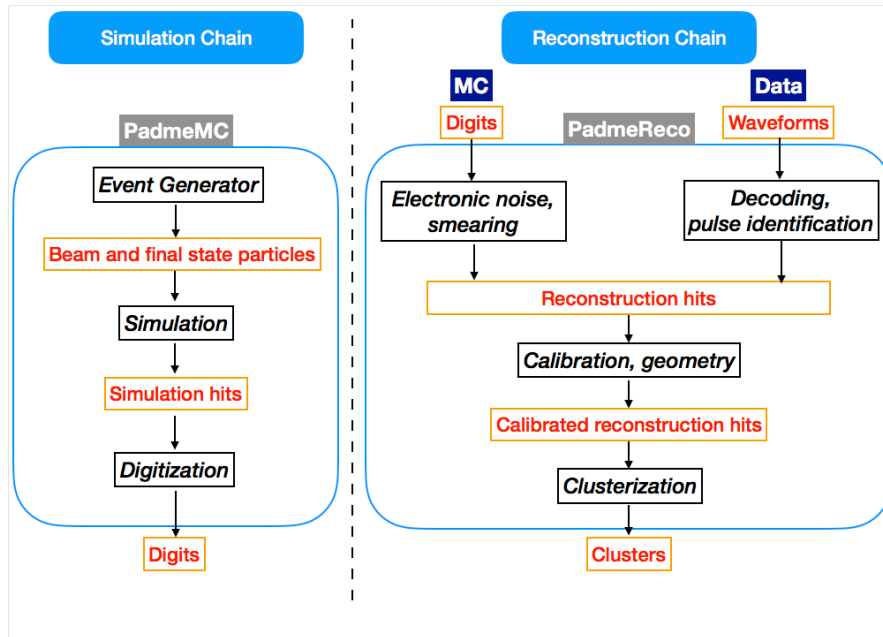 Simulation Chain
Reconstruction Chain
PadmeMC
Event Generator
Beam and final state particles
Simulation
Simulation hits
Digitization
Digits
MC
Data
Digits
PadmeReco
Waveforms
Electronic noise,
smearing
Decoding,
pulse identification
Reconstruction hits
Calibration, geometry
Calibrated reconstruction hits
Clusterization
Clusters